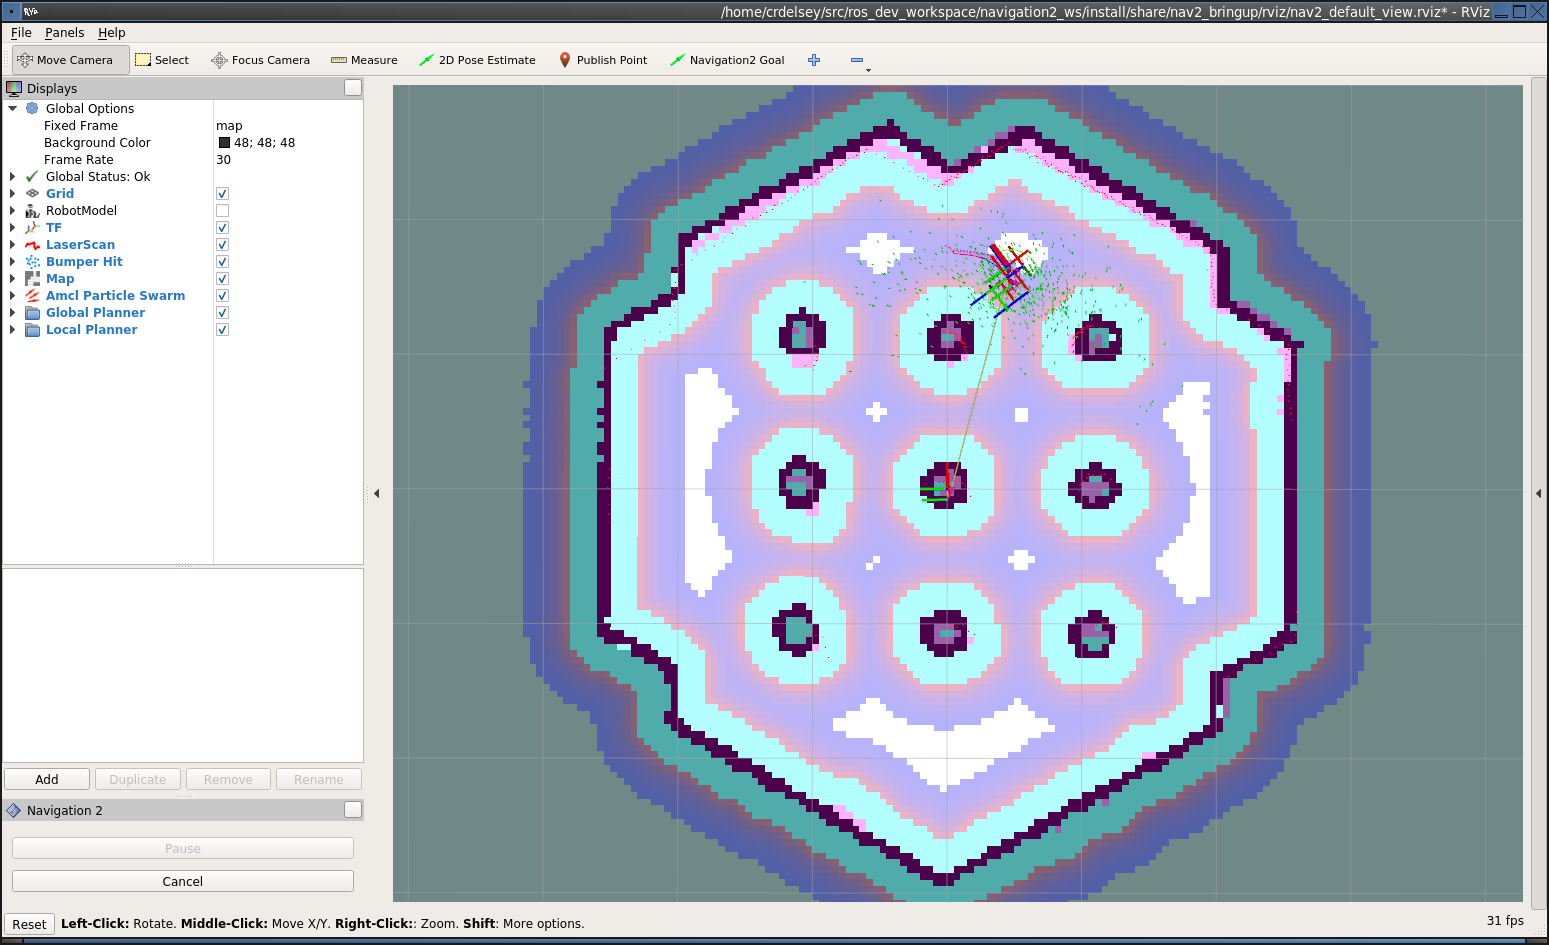 RViz
/home/crdelsey/src/ros_dev_workspace/navigation2_ws/install/share/nav2_bringup/rviz/nav2_default_view.rviz* - RViz
File Panels Help
Move Camera Select Focus Camera Measure 2D Pose Estimate Publish Point Navigation2 Goal
Displays
Global Options
Fixed Frame map
Background Color 48; 48; 48
Frame Rate 30
Global Status: Ok
Grid
RobotModel
TF
LaserScan
Bumper Hit
Map
Amcl Particle Swarm
Global Planner
Local Planner
Add Duplicate Remove Rename
Navigation 2
Pause
Cancel
Reset Left-Click: Rotate. Middle-Click: Move X/Y. Right-Click:: Zoom. Shift: More options. 31 fps